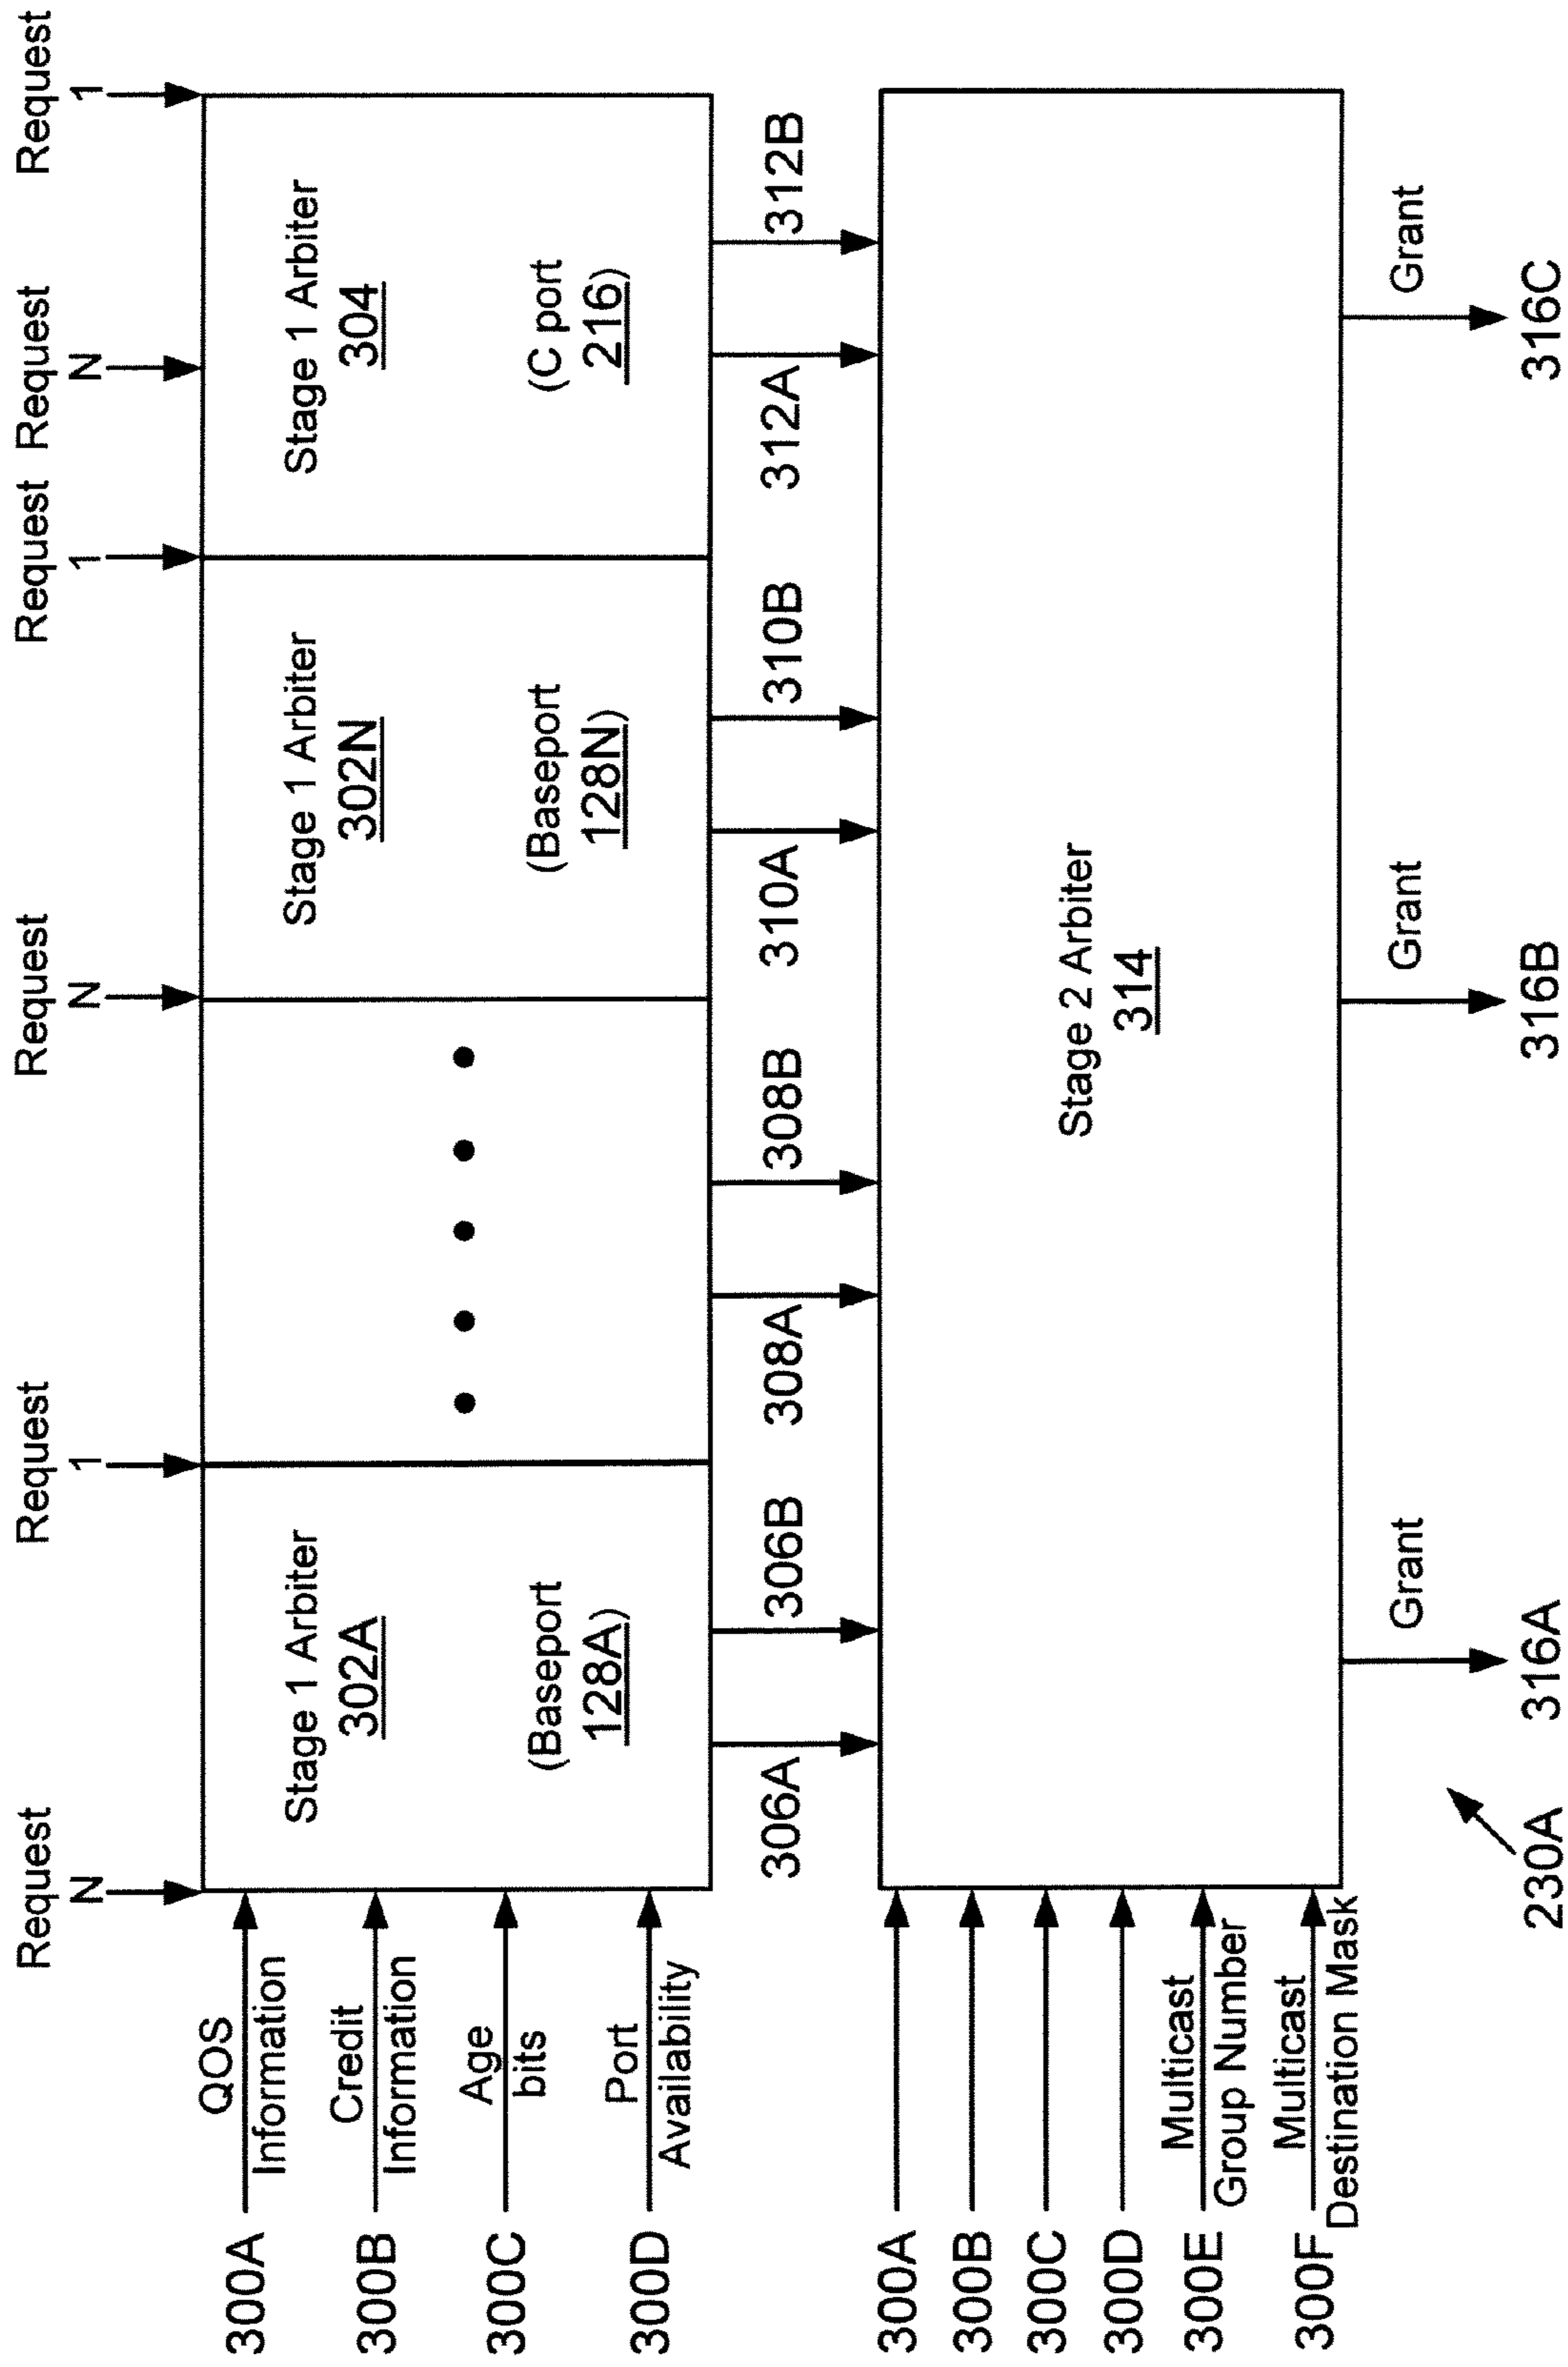 Request
N
Request
1
Request
N
Request
1
Request
N
Request
1
QOS
Information
300A
Credit
Information
300B
Age
bits
300C
Port
Availability
300D
Stage 1 Arbiter
302A
(Baseport
128A)
Stage 1 Arbiter
302N
(Baseport
128N)
Stage 1 Arbiter
304
(C port
216)
306A
306B
308A
308B
310A
310B
312A
312B
300A
300B
300C
300D
Multicast
300E
Group Number
Multicast
300F
Destination Mask
Stage 2 Arbiter
314
Grant
Grant
Grant
230A
316A
316B
316C